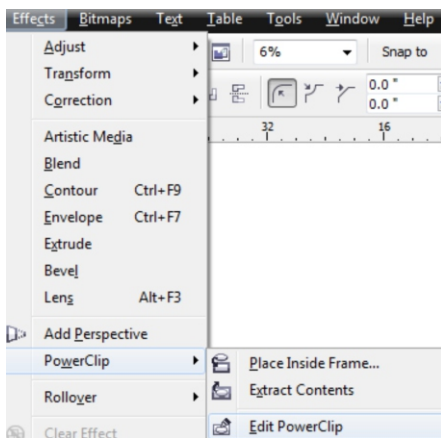 Effects Bitmaps Text Table Tools Window Help
Adjust
6% Snap to
Transform
Correction
0.0 "
0.0 "
32 16
Artistic Media
Blend
Contour Ctrl+F9
Envelope Ctrl+F7
Extrude
Bevel
Lens Alt+F3
Add Perspective
PowerClip
Place Inside Frame...
Extract Contents
Rollover
Edit PowerClip
Clear Effect